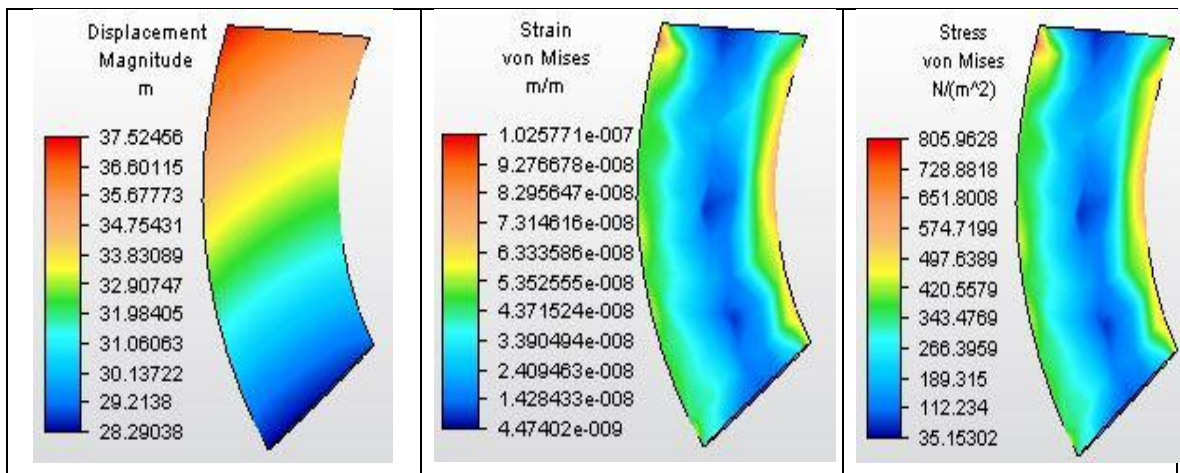 Displacement
Magnitude
m
37.52456
36.60115
35.67773
34.75431
33.83089
32.90747
31.98405
31.06063
30.13722
29.2138
28.29038
Strain
von Mises
m/m
1.025771e-007
9.276678e-008
8.295647e-008
7.314616e-008
6.333586e-008
5.352555e-008
4.371524e-008
3.390494e-008
2.409463e-008
1.428433e-008
4.47402e-009
Stress
von Mises
N/(m^2)
805.9628
728.8818
651.8008
574.7199
497.6389
420.5579
343.4769
266.3959
189.315
112.234
35.15302